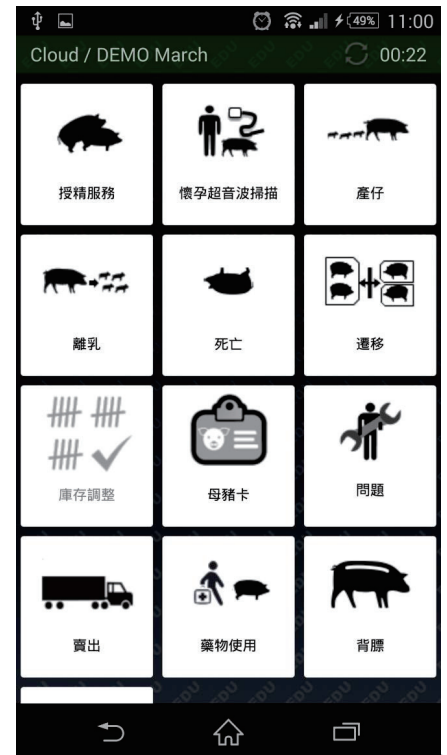 49% 11:00
Cloud / DEMO March 00:22
授精服務 懷孕超音波掃描 產仔
離乳 死亡 遷移
庫存調整 母豬卡 問題
賣出 藥物使用 背膘
EDU